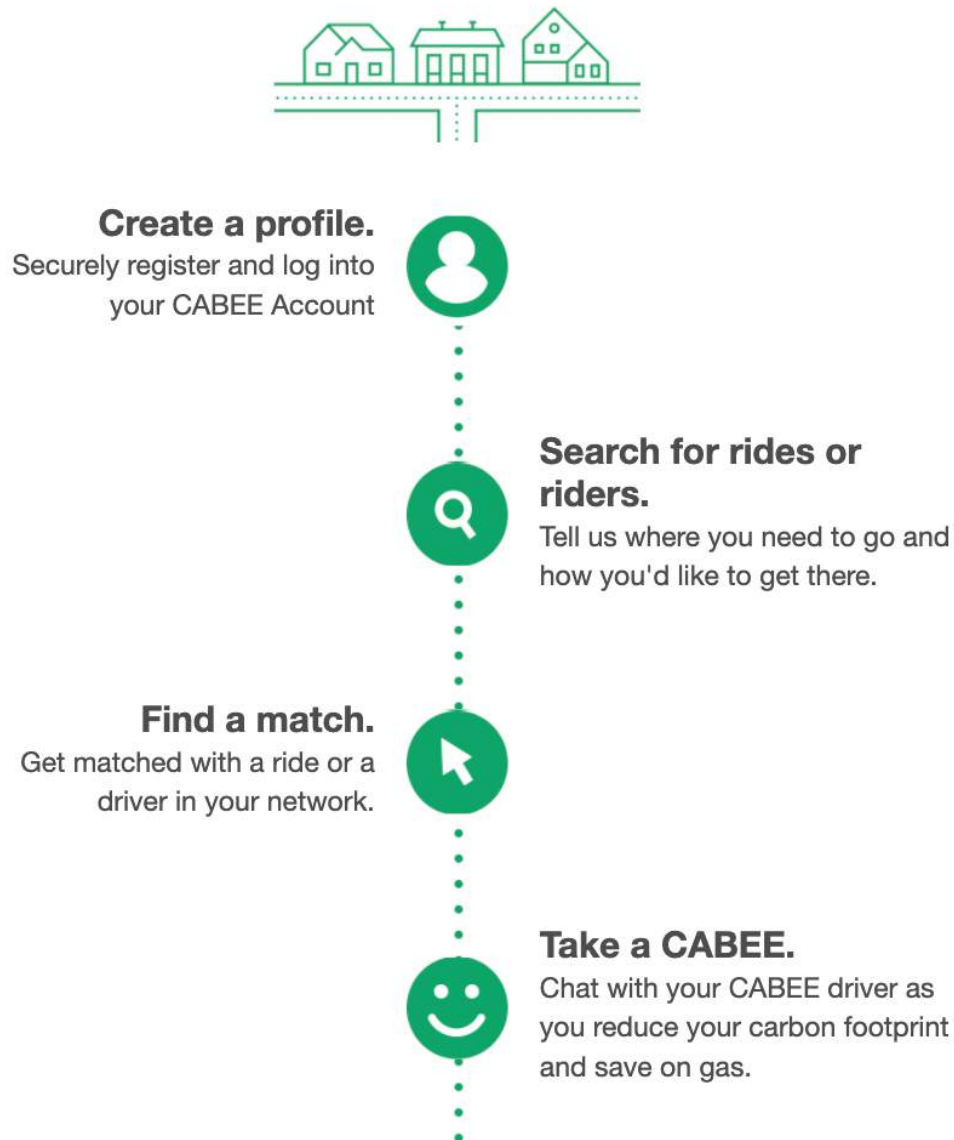 Create a profile.
Securely register and log into
your CABEE Account
Search for rides or
riders.
Tell us where you need to go and
how you'd like to get there.
Find a match.
Get matched with a ride or a
driver in your network.
Take a CABEE.
Chat with your CABEE driver as
you reduce your carbon footprint
and save on gas.